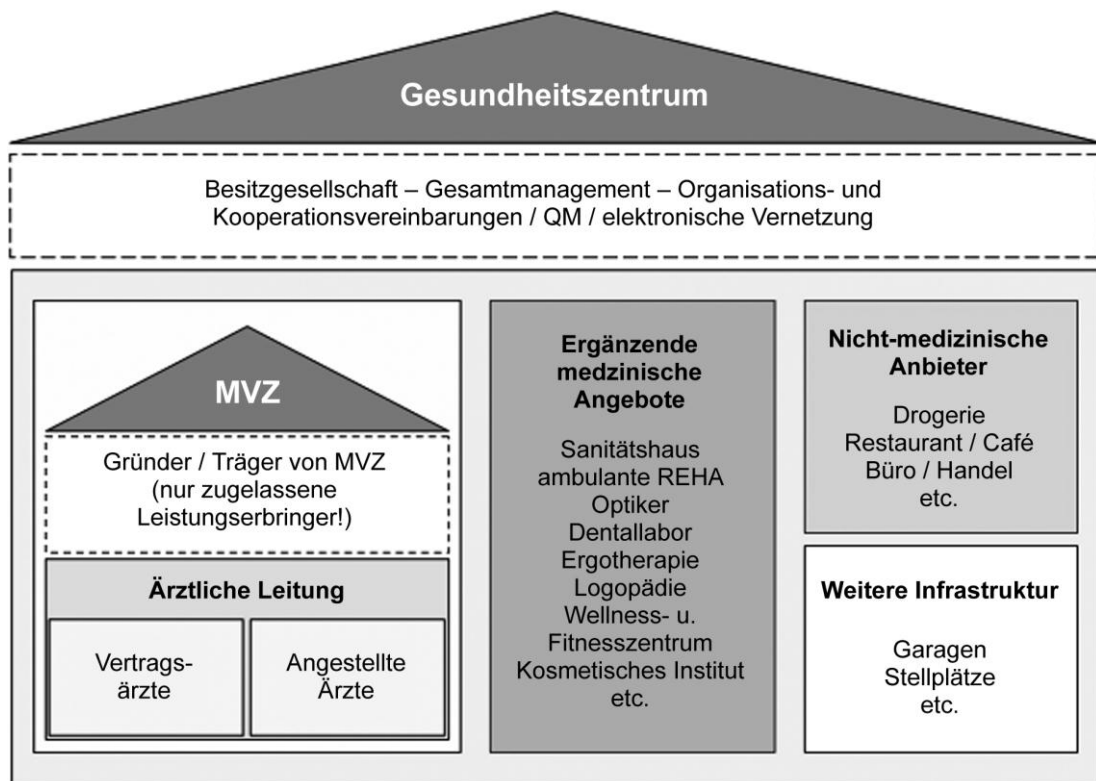 Gesundheitszentrum
Besitzgesellschaft – Gesamtmanagement – Organisations- und
Kooperationsvereinbarungen / QM / elektronische Vernetzung
MVZ
Gründer / Träger von MVZ
(nur zugelassene
Leistungserbringer!)
Ärztliche Leitung
Vertrags-
ärzte
Angestellte
Ärzte
Ergänzende
medzinische
Angebote
Sanitätshaus
ambulante REHA
Optiker
Dentallabor
Ergotherapie
Logopädie
Wellness- u.
Fitnesszentrum
Kosmetisches Institut
etc.
Nicht-medizinische
Anbieter
Drogerie
Restaurant / Café
Büro / Handel
etc.
Weitere Infrastruktur
Garagen
Stellplätze
etc.